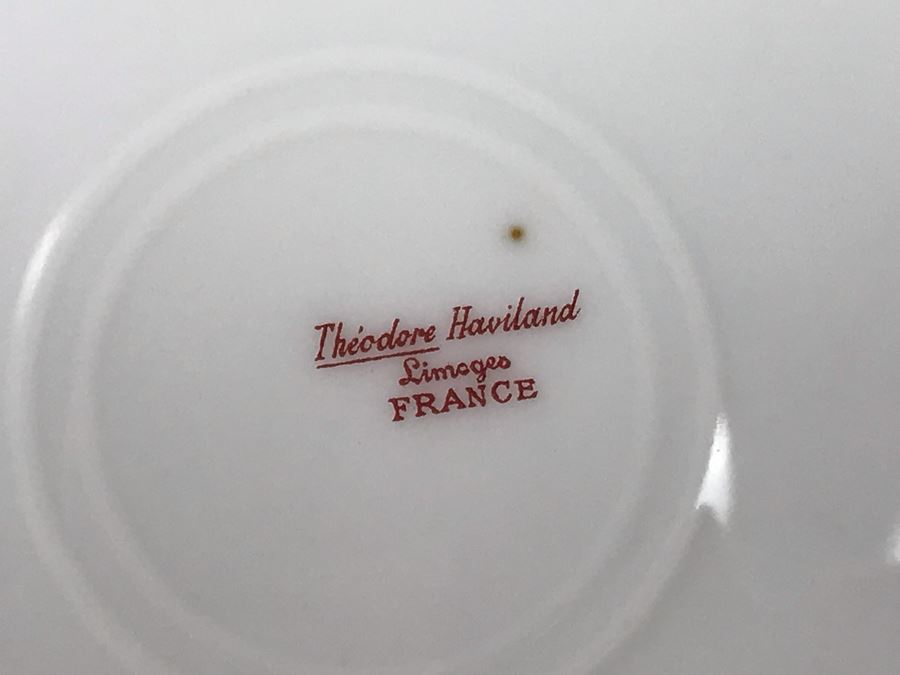 Théodore Haviland
Limoges
FRANCE